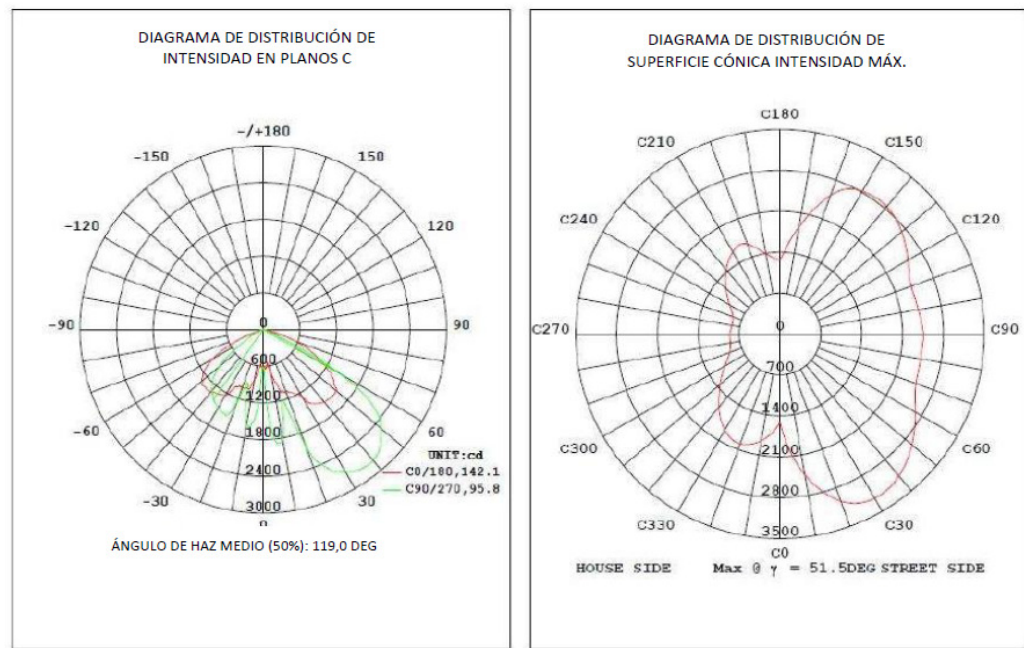 DIAGRAMA DE DISTRIBUCIÓN DE
INTENSIDAD EN PLANOS C
-/+180
-150
150
-120
120
-90
0
90
600
1200
-60
60
1800
UNIT:cd
2400
C0/180,142.1
-30
30
C90/270,95.8
3000
0
ÁNGULO DE HAZ MEDIO (50%): 119,0 DEG
DIAGRAMA DE DISTRIBUCIÓN DE
SUPERFICIE CÓNICA INTENSIDAD MÁX.
C180
C210
C150
C240
C120
C270
0
C90
700
1400
C300
2100
C60
2800
C330
C30
3500
C0
HOUSE SIDE
Max @ γ = 51.5DEG STREET SIDE